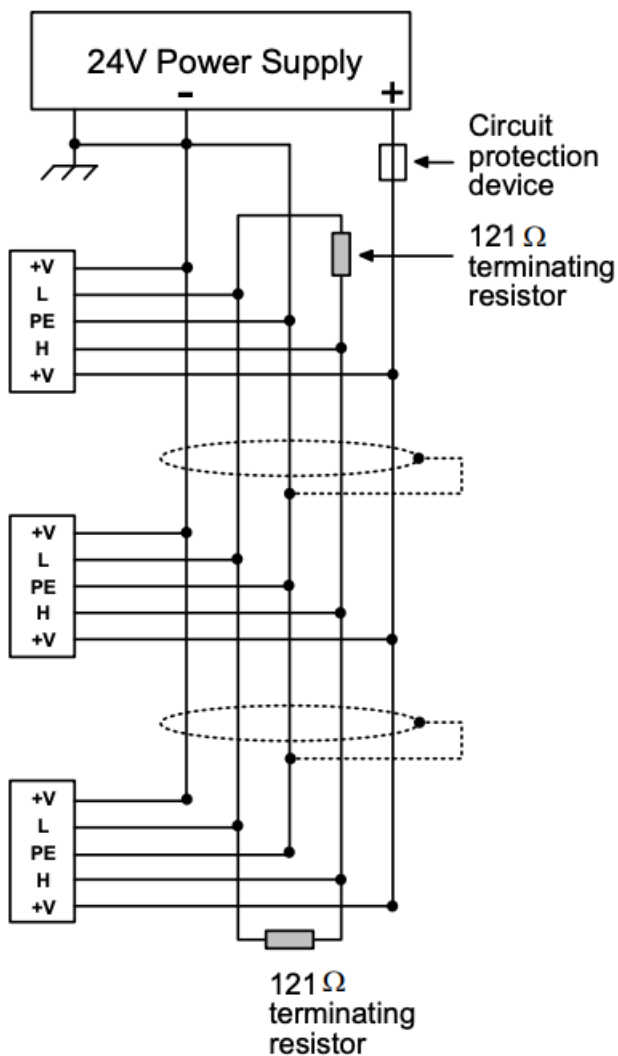 24V Power Supply
-
+
Circuit
protection
device
121 Ω
terminating
resistor
+V
L
PE
H
+V
+V
L
PE
H
+V
+V
L
PE
H
+V
121 Ω
terminating
resistor